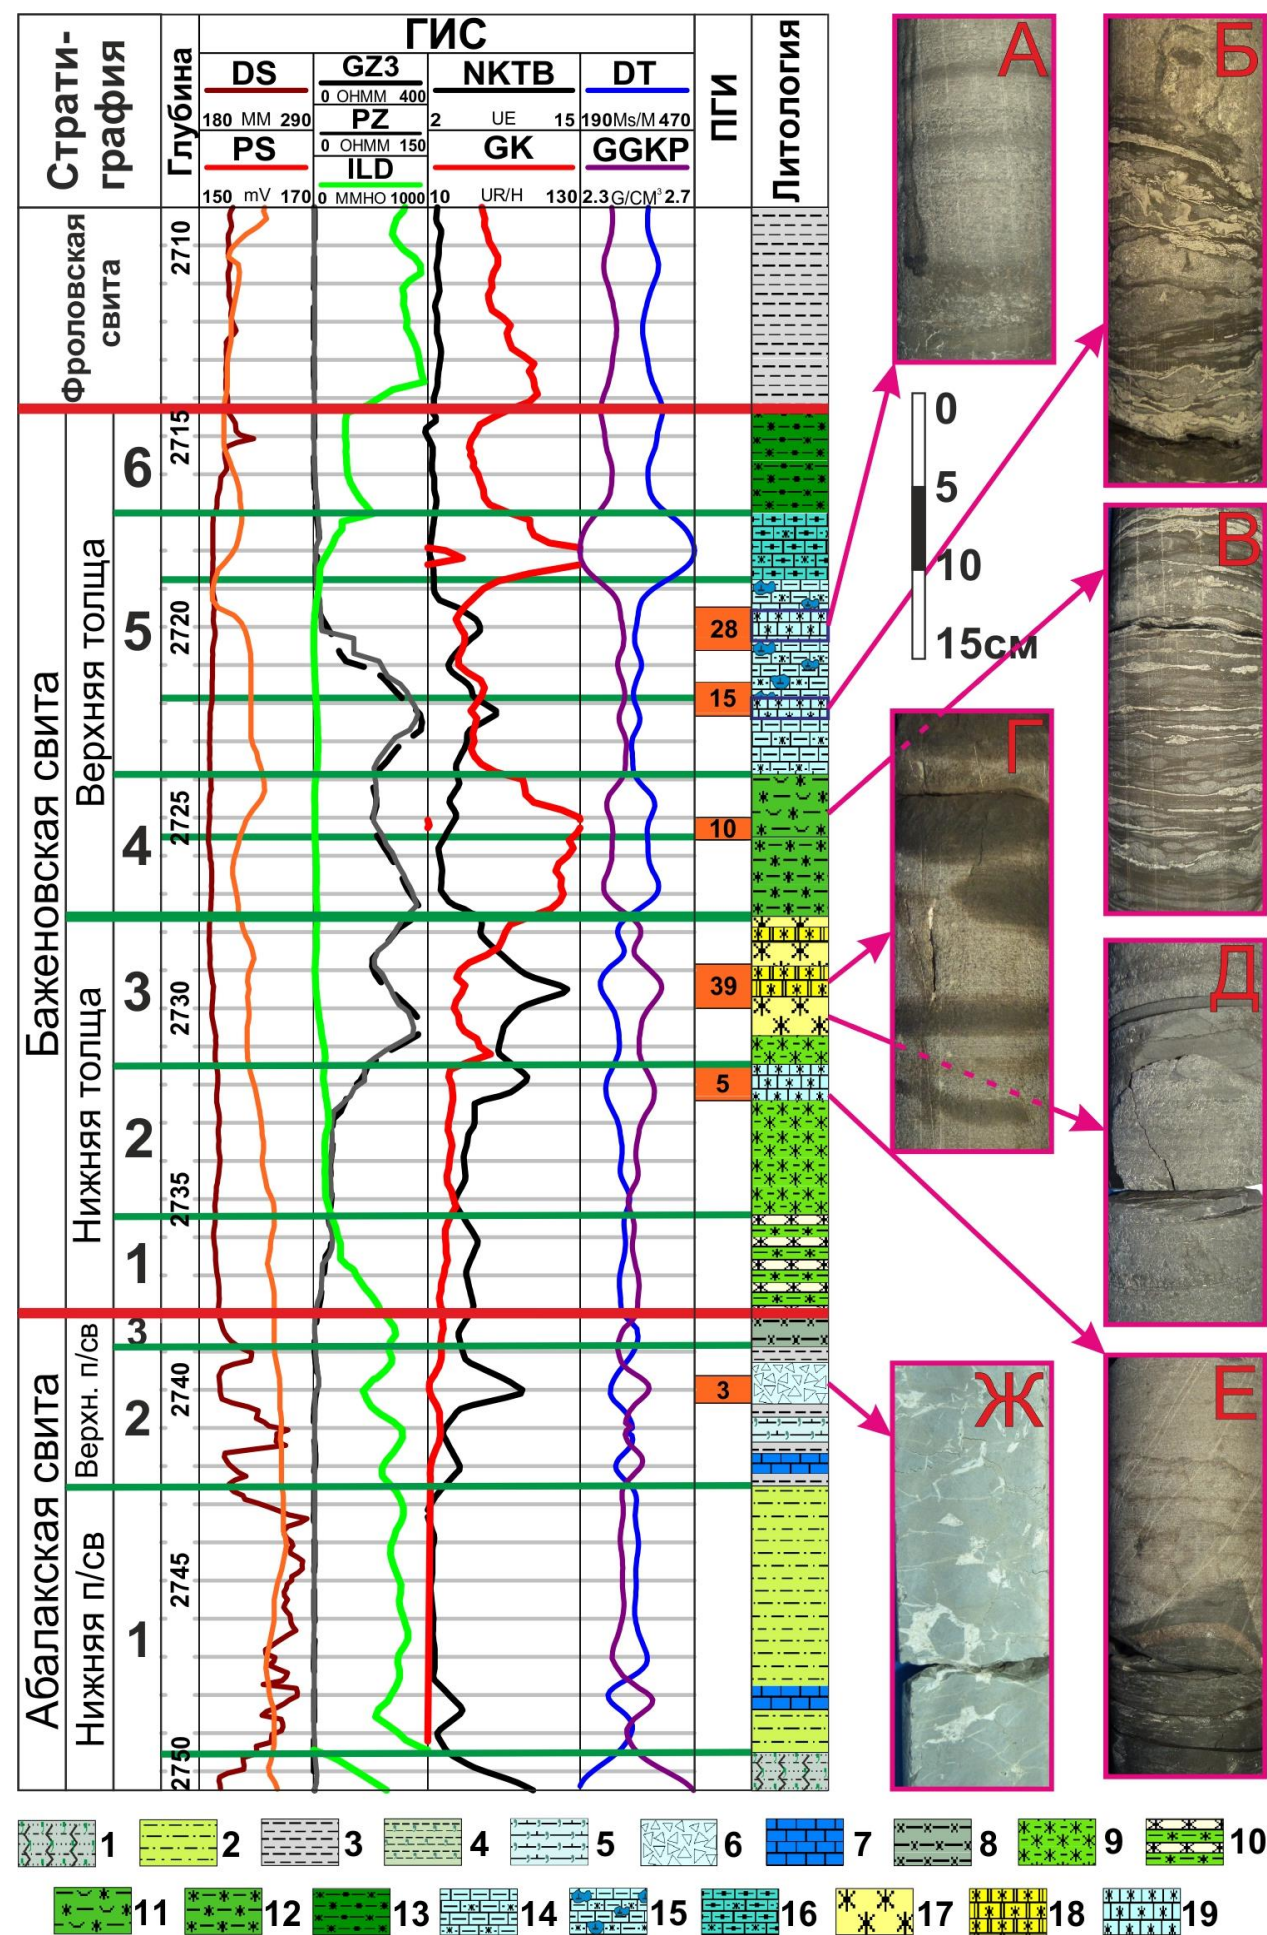 Страти-
графия
Глубина
ГИС
DS
180 ММ 290
PS
150 mV 170
GZ3
0 OHMM 400
PZ
0 OHMM 150
ILD
0 MMHO 1000
NKTB
2 UE 15
GK
10 UR/H 130
DT
190 Ms/M 470
GGKP
2.3 G/CM³ 2.7
ПГИ
Литология
Фроловская
свита
Баженовская свита
Верхняя толща
Нижняя толща
6
5
4
3
2
1
Абалакская свита
Верхн. п/св
Нижняя п/св
3
2
1
2710
2715
2720
2725
2730
2735
2740
2745
2750
28
15
10
39
5
3
А
Б
В
Г
Д
Е
Ж
0
5
10
15см
1
2
3
4
5
6
7
8
9
10
11
12
13
14
15
16
17
18
19